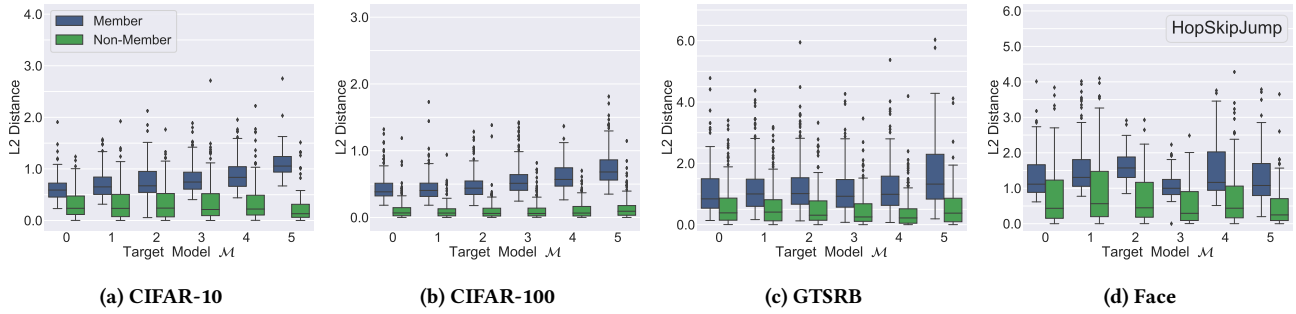 4.0
3.0
2.0
1.0
0.0
L2 Distance
Member
Non-Member
0 1 2 3 4 5
Target Model ℳ
(a) CIFAR-10
3.0
2.0
1.0
0.0
L2 Distance
0 1 2 3 4 5
Target Model ℳ
(b) CIFAR-100
6.0
4.0
2.0
0.0
L2 Distance
0 1 2 3 4 5
Target Model ℳ
(c) GTSRB
6.0
5.0
4.0
3.0
2.0
1.0
0.0
L2 Distance
HopSkipJump
0 1 2 3 4 5
Target Model ℳ
(d) Face